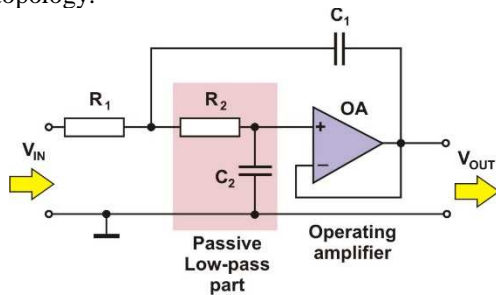 topology.
C1
R1
R2
OA
+
−
VIN
C2
VOUT
Passive
Low-pass
part
Operating
amplifier